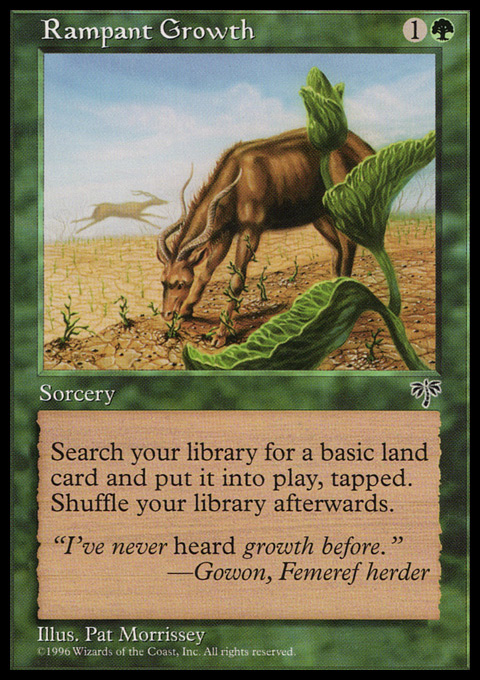 Rampant Growth 1
Sorcery
Search your library for a basic land
card and put it into play, tapped.
Shuffle your library afterwards.
“I've never heard growth before.”
—Gowon, Femeref herder
Illus. Pat Morrissey
©1996 Wizards of the Coast, Inc. All rights reserved.